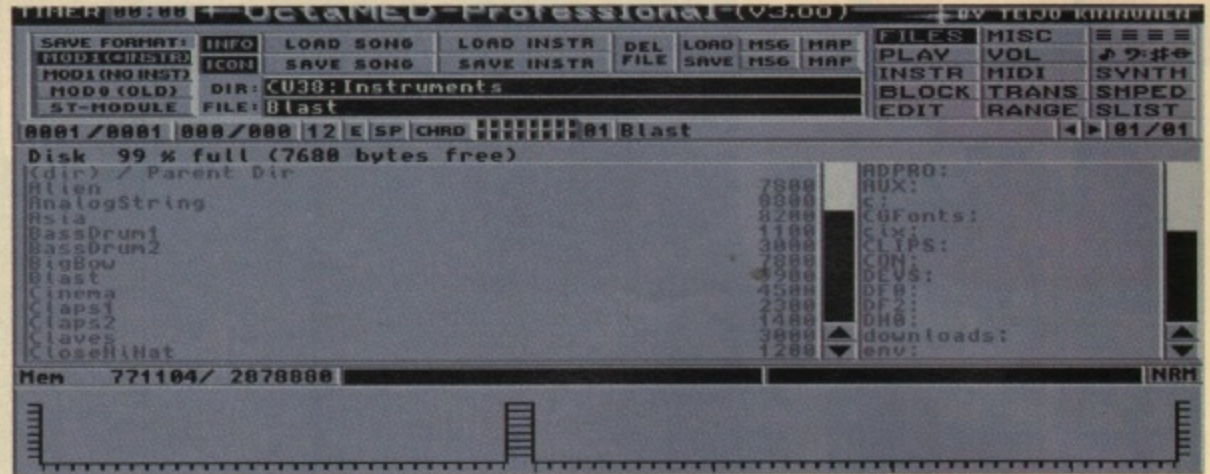 TIMER 00:00 OctaMED-Professional-(V3.00) BY TEIJO KINNUNEN
SAVE FORMAT: INFO LOAD SONG LOAD INSTR DEL LOAD MSG MAP FILES MISC
MOD1(+INSTR) ICON SAVE SONG SAVE INSTR FILE SAVE MSG MAP PLAY VOL
MOD1(NO INST) DIR: CU38:Instruments INSTR MIDI SYNTH
MOD0 (OLD) FILE: Blast BLOCK TRANS SMPED
ST-MODULE EDIT RANGE SLIST
0001/0001 000/000 12 E SP CHRD 01 Blast 01/01
Disk 99 % full (7680 bytes free)
(dir) / Parent Dir ADPRO:
Alien 7800 AUX:
AnalogString 8800 c:
Asia 8200 CGFonts:
BassDrum1 1100 cix:
BassDrum2 3000 CLIPS:
BigBow 7800 CON:
Blast DEVS:
Cinema 4500 DF0:
Claps1 2300 DF2:
Claps2 1400 DH0:
Claves 3000 downloads:
CloseHiHat 1200 env:
Mem 771104/ 2878880 NRM